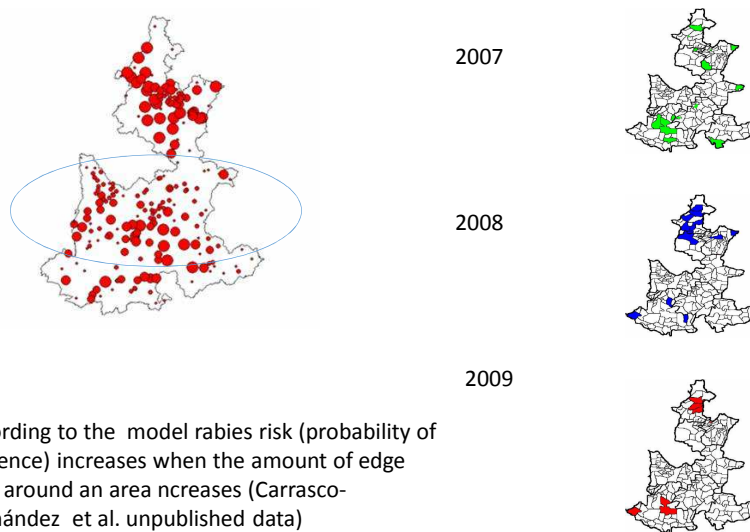 2007
2008
2009
ording to the model rabies risk (probability of
ence) increases when the amount of edge
around an area ncreases (Carrasco-
nández et al. unpublished data)